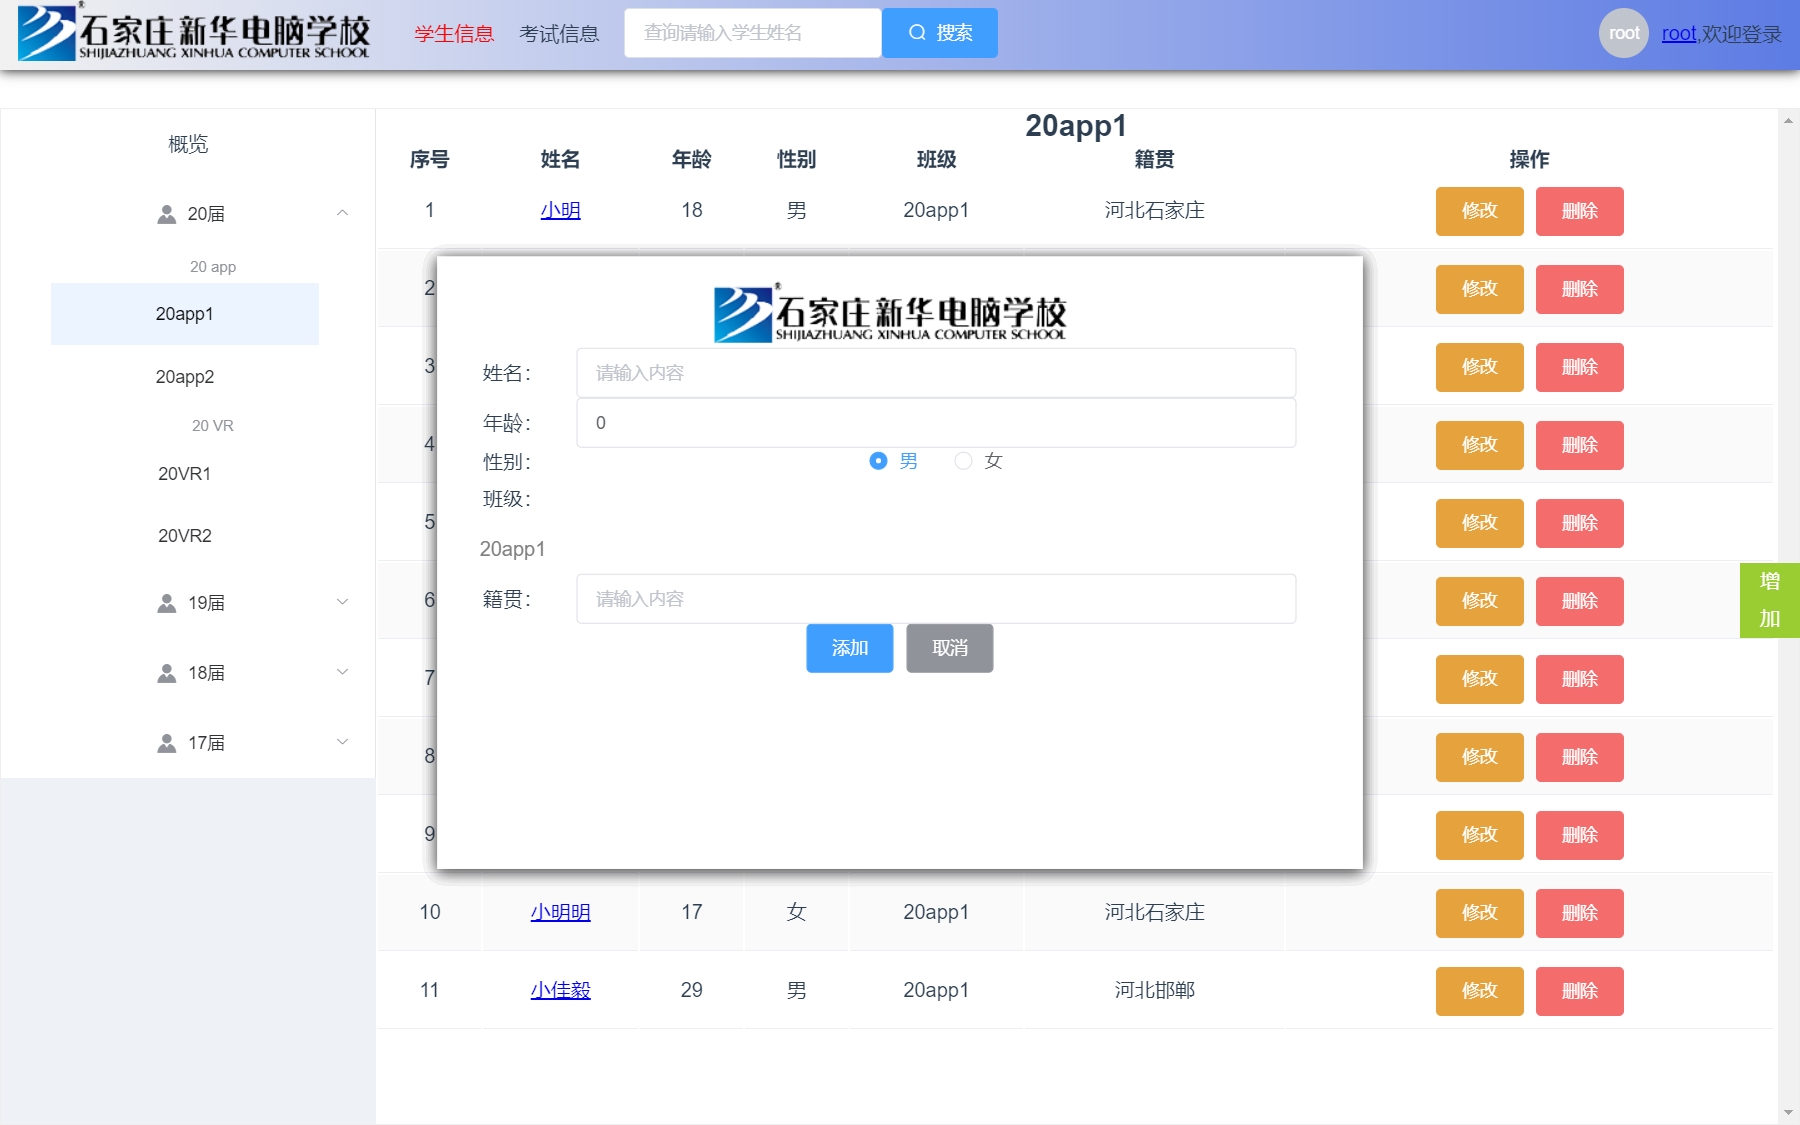 石家庄新华电脑学校
SHIJIAZHUANG XINHUA COMPUTER SCHOOL
学生信息 考试信息 查询请输入学生姓名 搜索
root root,欢迎登录
概览
20届
20 app
20app1
20app2
20 VR
20VR1
20VR2
19届
18届
17届
20app1
序号 姓名 年龄 性别 班级 籍贯 操作
1 小明 18 男 20app1 河北石家庄 修改 删除
2 修改 删除
3 修改 删除
4 修改 删除
5 修改 删除
6 修改 删除
7 修改 删除
8 修改 删除
9 修改 删除
10 小明明 17 女 20app1 河北石家庄 修改 删除
11 小佳毅 29 男 20app1 河北邯郸 修改 删除
石家庄新华电脑学校
SHIJIAZHUANG XINHUA COMPUTER SCHOOL
姓名： 请输入内容
年龄： 0
性别： 男 女
班级：
20app1
籍贯： 请输入内容
添加 取消
增
加